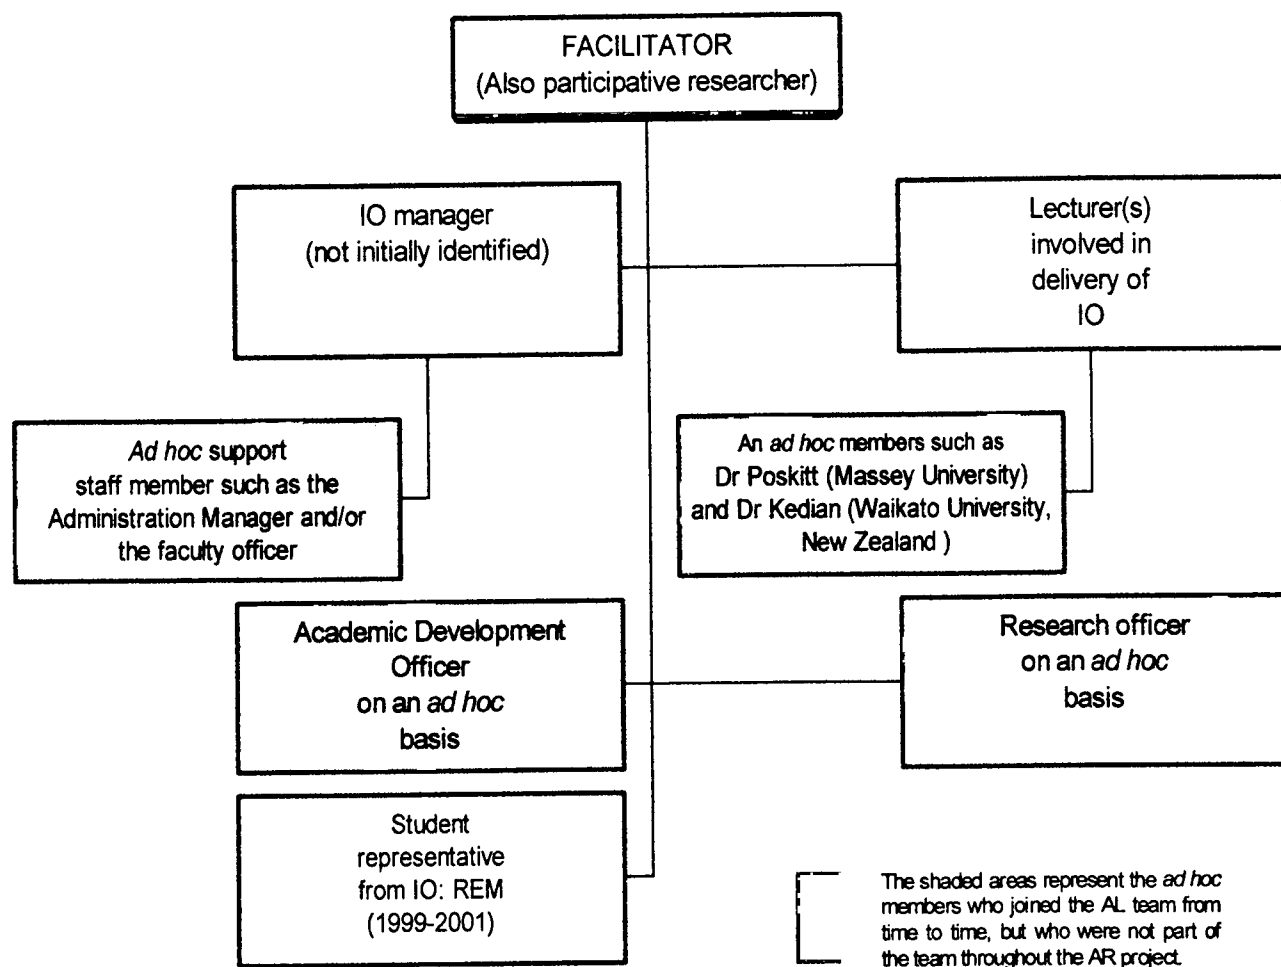 FACILITATOR
(Also participative researcher)
IO manager
(not initially identified)
Lecturer(s)
involved in
delivery of
IO
Ad hoc support
staff member such as the
Administration Manager and/or
the faculty officer
An ad hoc members such as
Dr Poskitt (Massey University)
and Dr Kedian (Waikato University,
New Zealand )
Academic Development
Officer
on an ad hoc
basis
Research officer
on an ad hoc
basis
Student
representative
from IO: REM
(1999-2001)
The shaded areas represent the ad hoc
members who joined the AL team from
time to time, but who were not part of
the team throughout the AR project.